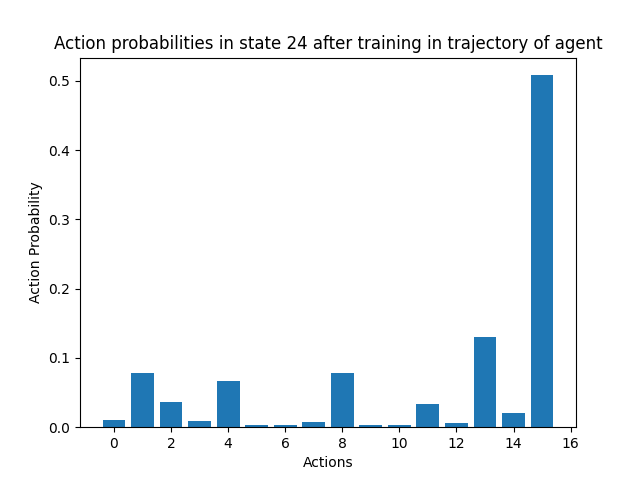 Action probabilities in state 24 after training in trajectory of agent
0.5
0.4
0.3
0.2
0.1
0.0
Action Probability
0 2 4 6 8 10 12 14 16
Actions